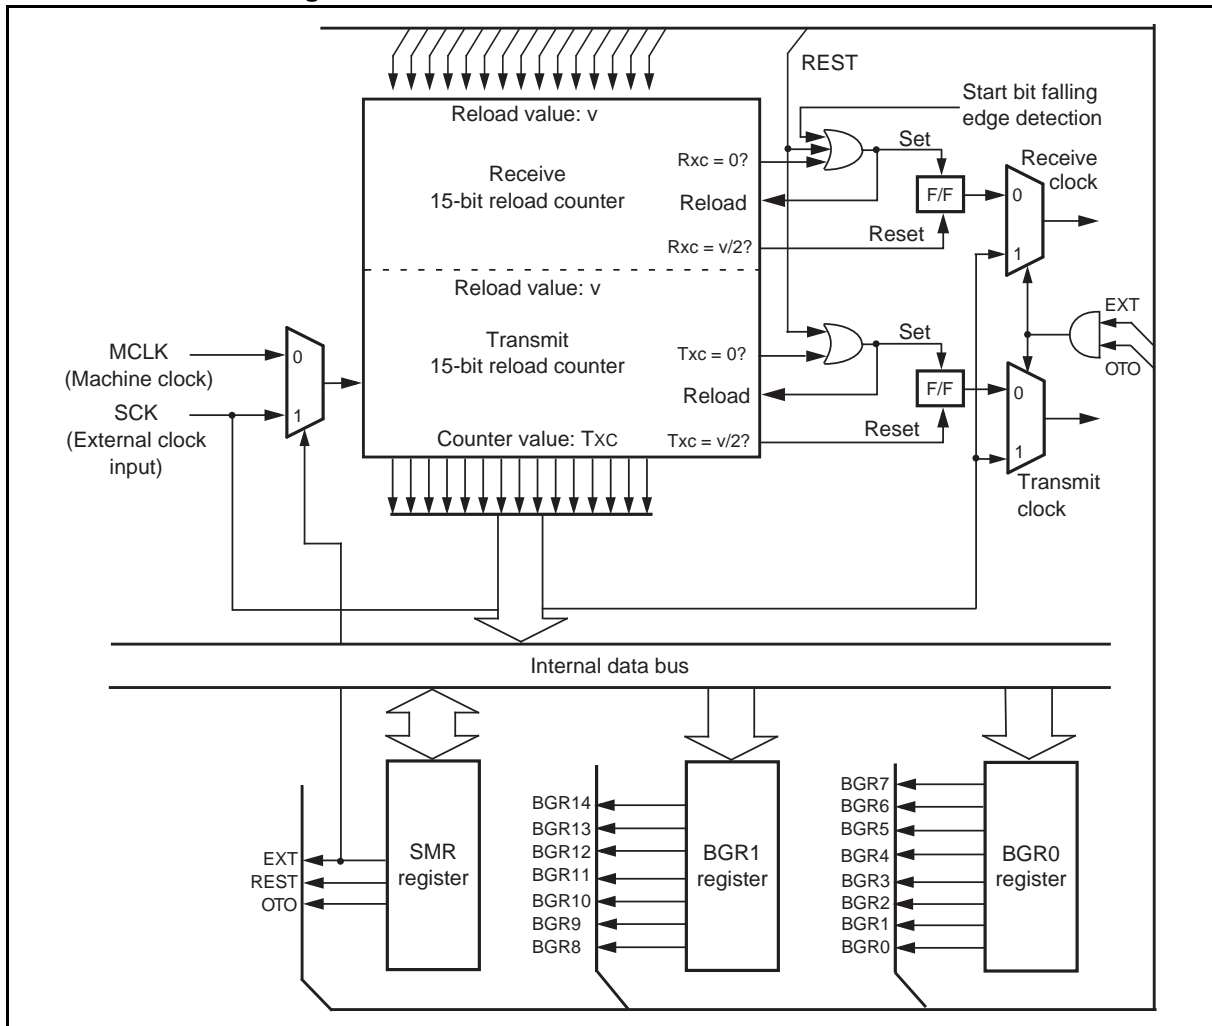 REST
Start bit falling
edge detection
Reload value: v
Set
Receive
clock
Rxc = 0?
Receive
15-bit reload counter
F/F
0
Reload
Reset
Rxc = v/2?
1
Reload value: v
EXT
Set
Transmit
15-bit reload counter
MCLK
(Machine clock)
0
Txc = 0?
OTO
F/F
0
Reload
SCK
(External clock
input)
1
Reset
Counter value: TXC
Txc = v/2?
1
Transmit
clock
Internal data bus
BGR7
BGR6
BGR5
BGR4
BGR3
BGR2
BGR1
BGR0
BGR0
register
BGR14
BGR13
BGR12
BGR11
BGR10
BGR9
BGR8
BGR1
register
EXT
REST
OTO
SMR
register